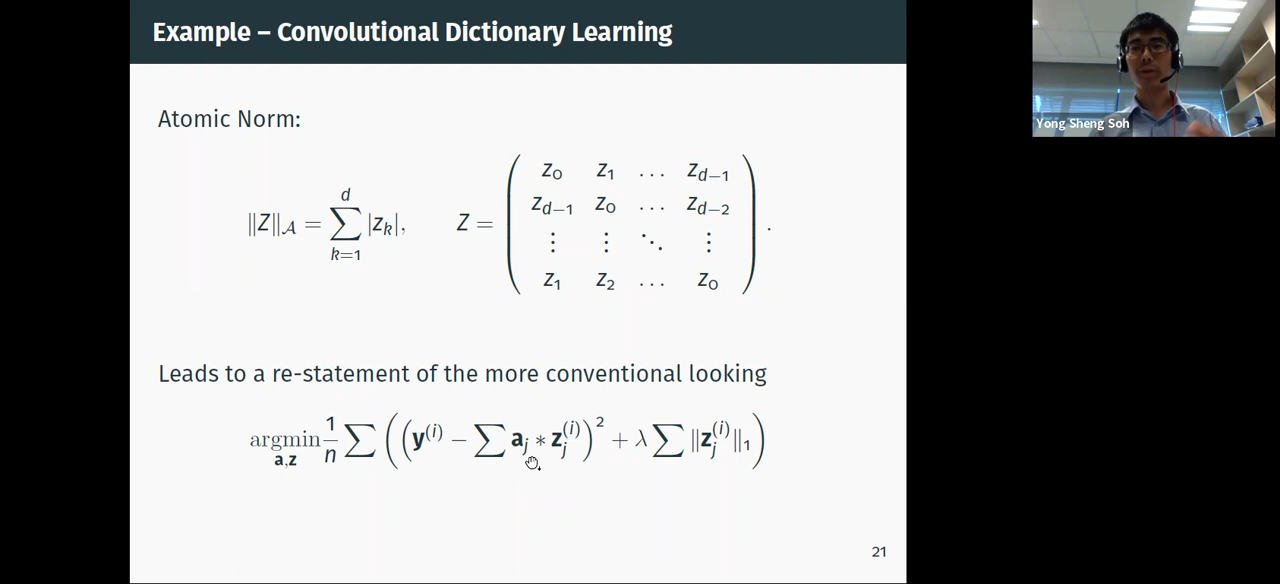 Example – Convolutional Dictionary Learning
Yong Sheng Soh
Atomic Norm:
‖Z‖_𝒜 = ∑_{k=1}^{d} |z_k|, Z = ( z_0 z_1 … z_{d−1}
z_{d−1} z_0 … z_{d−2}
⋮ ⋮ ⋱ ⋮
z_1 z_2 … z_0 ) .
Leads to a re-statement of the more conventional looking
argmin_{a,z} 1/n ∑ ( ( y^{(i)} − ∑ a_j ∗ z_j^{(i)} )^2 + λ ∑ ‖z_j^{(i)}‖_1 )
21